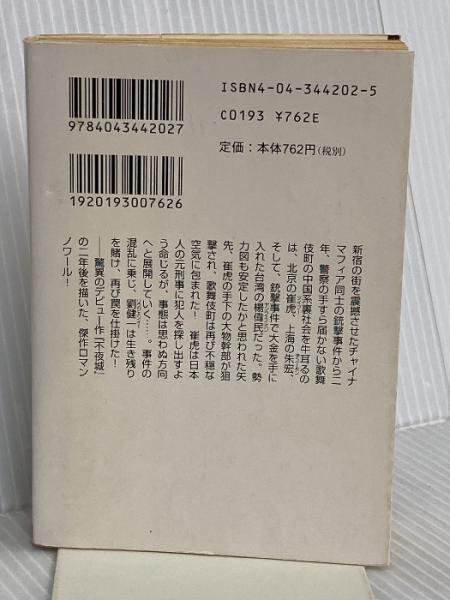 ISBN4-04-344202-5
C0193 ¥762E
定価：本体762円(税別)
9784043442027
1920193007626
新宿の街を震撼させたチャイナ
マフィア同士の銃撃事件から二
年、警察の手すら届かない歌舞
伎町の中国系裏社会を牛耳るの
は、北京の崔虎、上海の朱宏、
そして、銃撃事件で大金を手に
入れた台湾の楊偉民だった。勢
力図も安定したかと思われた矢
先、崔虎の手下の大物幹部が狙
撃され、歌舞伎町は再び不穏な
空気に包まれた！ 崔虎は日本
人の元刑事に犯人を探し出すよ
う命じるが、事態は思わぬ方向
へと展開していく……。事件の
混乱に乗じ、劉健一は生き残り
を賭け、再び罠を仕掛けた！
――驚異のデビュー作『不夜城』
の二年後を描いた、傑作ロマン
ノワール！